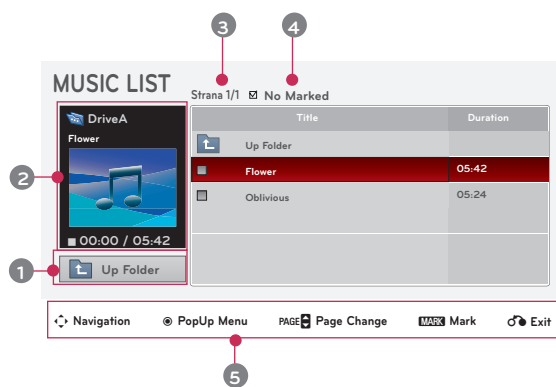 3 4
MUSIC LIST
Strana 1/1 No Marked
DriveA
Flower
Title Duration
Up Folder
Flower 05:42
Oblivious 05:24
2
00:00 / 05:42
1
Up Folder
Navigation PopUp Menu PAGE Page Change MARK Mark Exit
5